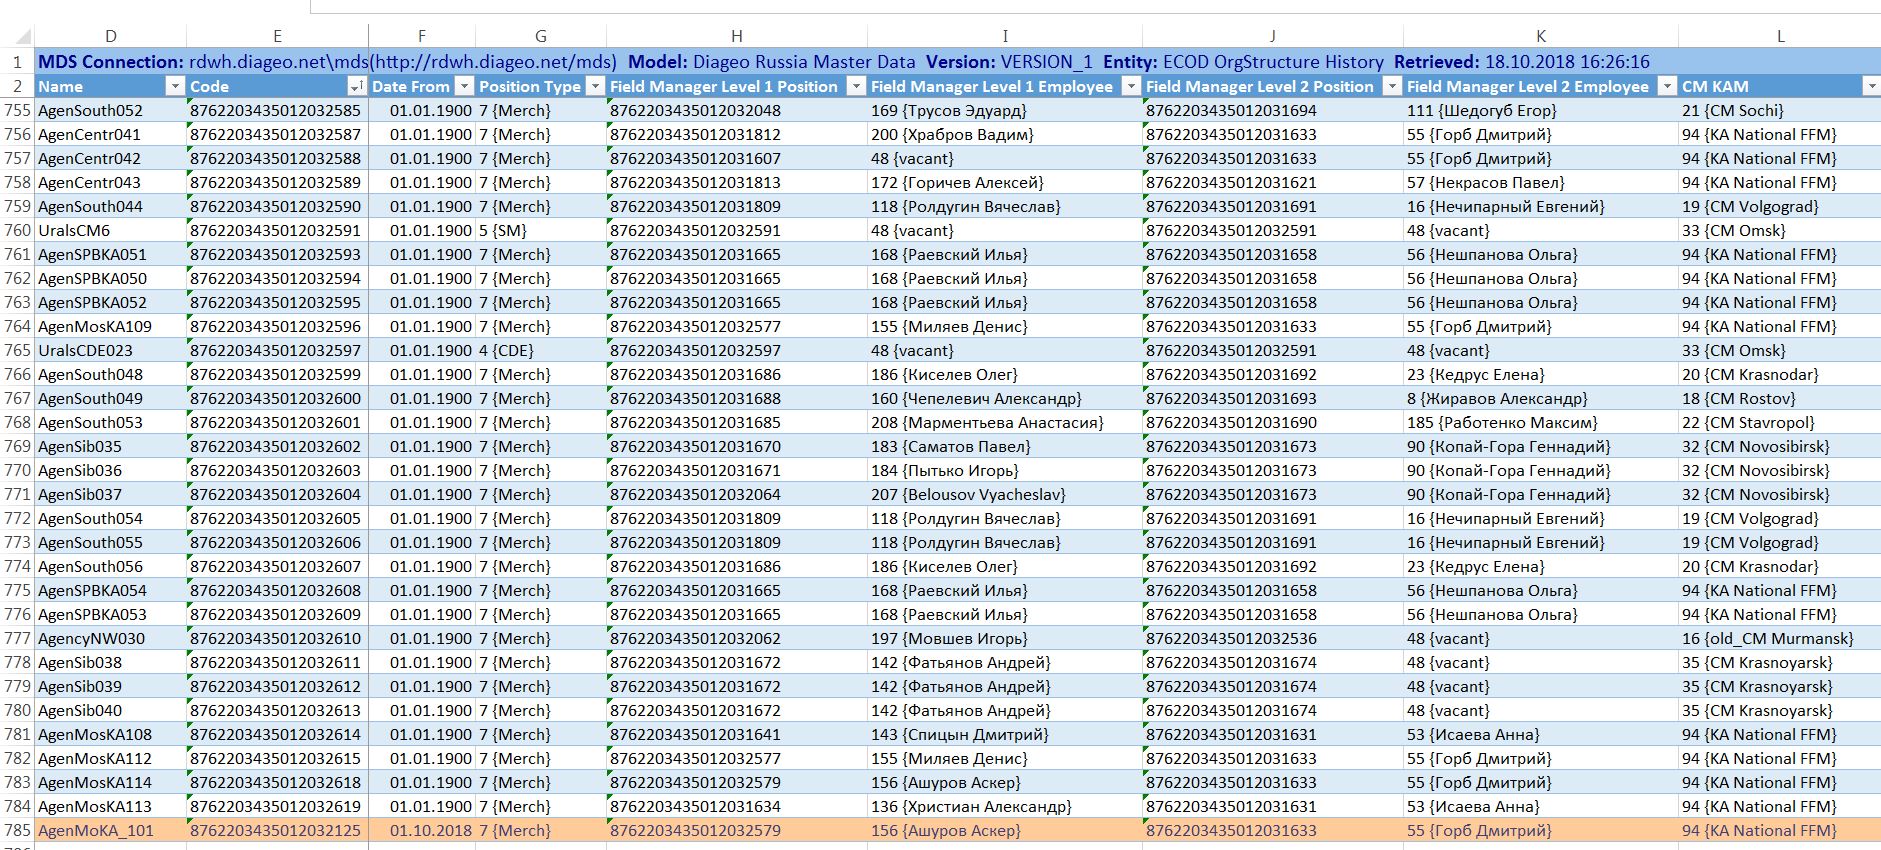 D E F G H I J K L
1 MDS Connection: rdwh.diageo.net\mds(http://rdwh.diageo.net/mds) Model: Diageo Russia Master Data Version: VERSION_1 Entity: ECOD OrgStructure History Retrieved: 18.10.2018 16:26:16
2 Name Code Date From Position Type Field Manager Level 1 Position Field Manager Level 1 Employee Field Manager Level 2 Position Field Manager Level 2 Employee CM KAM
755 AgenSouth052 8762203435012032585 01.01.1900 7 {Merch} 8762203435012032048 169 {Трусов Эдуард} 8762203435012031694 111 {Шедогуб Егор} 21 {CM Sochi}
756 AgenCentr041 8762203435012032587 01.01.1900 7 {Merch} 8762203435012031812 200 {Храбров Вадим} 8762203435012031633 55 {Горб Дмитрий} 94 {KA National FFM}
757 AgenCentr042 8762203435012032588 01.01.1900 7 {Merch} 8762203435012031607 48 {vacant} 8762203435012031633 55 {Горб Дмитрий} 94 {KA National FFM}
758 AgenCentr043 8762203435012032589 01.01.1900 7 {Merch} 8762203435012031813 172 {Горичев Алексей} 8762203435012031621 57 {Некрасов Павел} 94 {KA National FFM}
759 AgenSouth044 8762203435012032590 01.01.1900 7 {Merch} 8762203435012031809 118 {Ролдугин Вячеслав} 8762203435012031691 16 {Нечипарный Евгений} 19 {CM Volgograd}
760 UralsCM6 8762203435012032591 01.01.1900 5 {SM} 8762203435012032591 48 {vacant} 8762203435012032591 48 {vacant} 33 {CM Omsk}
761 AgenSPBKA051 8762203435012032593 01.01.1900 7 {Merch} 8762203435012031665 168 {Раевский Илья} 8762203435012031658 56 {Нешпанова Ольга} 94 {KA National FFM}
762 AgenSPBKA050 8762203435012032594 01.01.1900 7 {Merch} 8762203435012031665 168 {Раевский Илья} 8762203435012031658 56 {Нешпанова Ольга} 94 {KA National FFM}
763 AgenSPBKA052 8762203435012032595 01.01.1900 7 {Merch} 8762203435012031665 168 {Раевский Илья} 8762203435012031658 56 {Нешпанова Ольга} 94 {KA National FFM}
764 AgenMosKA109 8762203435012032596 01.01.1900 7 {Merch} 8762203435012032577 155 {Миляев Денис} 8762203435012031633 55 {Горб Дмитрий} 94 {KA National FFM}
765 UralsCDE023 8762203435012032597 01.01.1900 4 {CDE} 8762203435012032597 48 {vacant} 8762203435012032591 48 {vacant} 33 {CM Omsk}
766 AgenSouth048 8762203435012032599 01.01.1900 7 {Merch} 8762203435012031686 186 {Киселев Олег} 8762203435012031692 23 {Кедрус Елена} 20 {CM Krasnodar}
767 AgenSouth049 8762203435012032600 01.01.1900 7 {Merch} 8762203435012031688 160 {Чепелевич Александр} 8762203435012031693 8 {Жиравов Александр} 18 {CM Rostov}
768 AgenSouth053 8762203435012032601 01.01.1900 7 {Merch} 8762203435012031685 208 {Марментьева Анастасия} 8762203435012031690 185 {Работенко Максим} 22 {CM Stavropol}
769 AgenSib035 8762203435012032602 01.01.1900 7 {Merch} 8762203435012031670 183 {Саматов Павел} 8762203435012031673 90 {Копай-Гора Геннадий} 32 {CM Novosibirsk}
770 AgenSib036 8762203435012032603 01.01.1900 7 {Merch} 8762203435012031671 184 {Пытько Игорь} 8762203435012031673 90 {Копай-Гора Геннадий} 32 {CM Novosibirsk}
771 AgenSib037 8762203435012032604 01.01.1900 7 {Merch} 8762203435012032064 207 {Belousov Vyacheslav} 8762203435012031673 90 {Копай-Гора Геннадий} 32 {CM Novosibirsk}
772 AgenSouth054 8762203435012032605 01.01.1900 7 {Merch} 8762203435012031809 118 {Ролдугин Вячеслав} 8762203435012031691 16 {Нечипарный Евгений} 19 {CM Volgograd}
773 AgenSouth055 8762203435012032606 01.01.1900 7 {Merch} 8762203435012031809 118 {Ролдугин Вячеслав} 8762203435012031691 16 {Нечипарный Евгений} 19 {CM Volgograd}
774 AgenSouth056 8762203435012032607 01.01.1900 7 {Merch} 8762203435012031686 186 {Киселев Олег} 8762203435012031692 23 {Кедрус Елена} 20 {CM Krasnodar}
775 AgenSPBKA054 8762203435012032608 01.01.1900 7 {Merch} 8762203435012031665 168 {Раевский Илья} 8762203435012031658 56 {Нешпанова Ольга} 94 {KA National FFM}
776 AgenSPBKA053 8762203435012032609 01.01.1900 7 {Merch} 8762203435012031665 168 {Раевский Илья} 8762203435012031658 56 {Нешпанова Ольга} 94 {KA National FFM}
777 AgencyNW030 8762203435012032610 01.01.1900 7 {Merch} 8762203435012032062 197 {Мовшев Игорь} 8762203435012032536 48 {vacant} 16 {old_CM Murmansk}
778 AgenSib038 8762203435012032611 01.01.1900 7 {Merch} 8762203435012031672 142 {Фатьянов Андрей} 8762203435012031674 48 {vacant} 35 {CM Krasnoyarsk}
779 AgenSib039 8762203435012032612 01.01.1900 7 {Merch} 8762203435012031672 142 {Фатьянов Андрей} 8762203435012031674 48 {vacant} 35 {CM Krasnoyarsk}
780 AgenSib040 8762203435012032613 01.01.1900 7 {Merch} 8762203435012031672 142 {Фатьянов Андрей} 8762203435012031674 48 {vacant} 35 {CM Krasnoyarsk}
781 AgenMosKA108 8762203435012032614 01.01.1900 7 {Merch} 8762203435012031641 143 {Спицын Дмитрий} 8762203435012031631 53 {Исаева Анна} 94 {KA National FFM}
782 AgenMosKA112 8762203435012032615 01.01.1900 7 {Merch} 8762203435012032577 155 {Миляев Денис} 8762203435012031633 55 {Горб Дмитрий} 94 {KA National FFM}
783 AgenMosKA114 8762203435012032618 01.01.1900 7 {Merch} 8762203435012032579 156 {Ашуров Аскер} 8762203435012031633 55 {Горб Дмитрий} 94 {KA National FFM}
784 AgenMosKA113 8762203435012032619 01.01.1900 7 {Merch} 8762203435012031634 136 {Христиан Александр} 8762203435012031631 53 {Исаева Анна} 94 {KA National FFM}
785 AgenMoKA_101 8762203435012032125 01.10.2018 7 {Merch} 8762203435012032579 156 {Ашуров Аскер} 8762203435012031633 55 {Горб Дмитрий} 94 {KA National FFM}